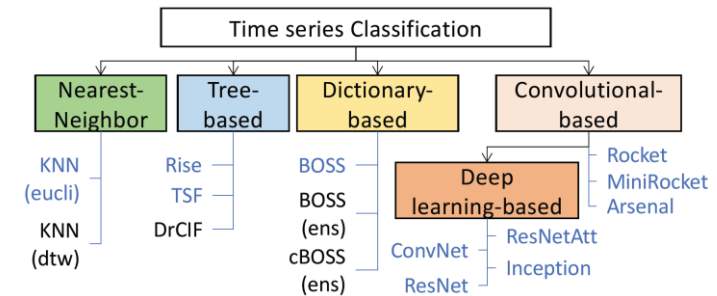 Time series Classification
Nearest-
Neighbor
Tree-
based
Dictionary-
based
Convolutional-
based
KNN
(eucli)
KNN
(dtw)
Rise
TSF
DrCIF
BOSS
BOSS
(ens)
cBOSS
(ens)
Deep
learning-based
ConvNet
ResNet
ResNetAtt
Inception
Rocket
MiniRocket
Arsenal